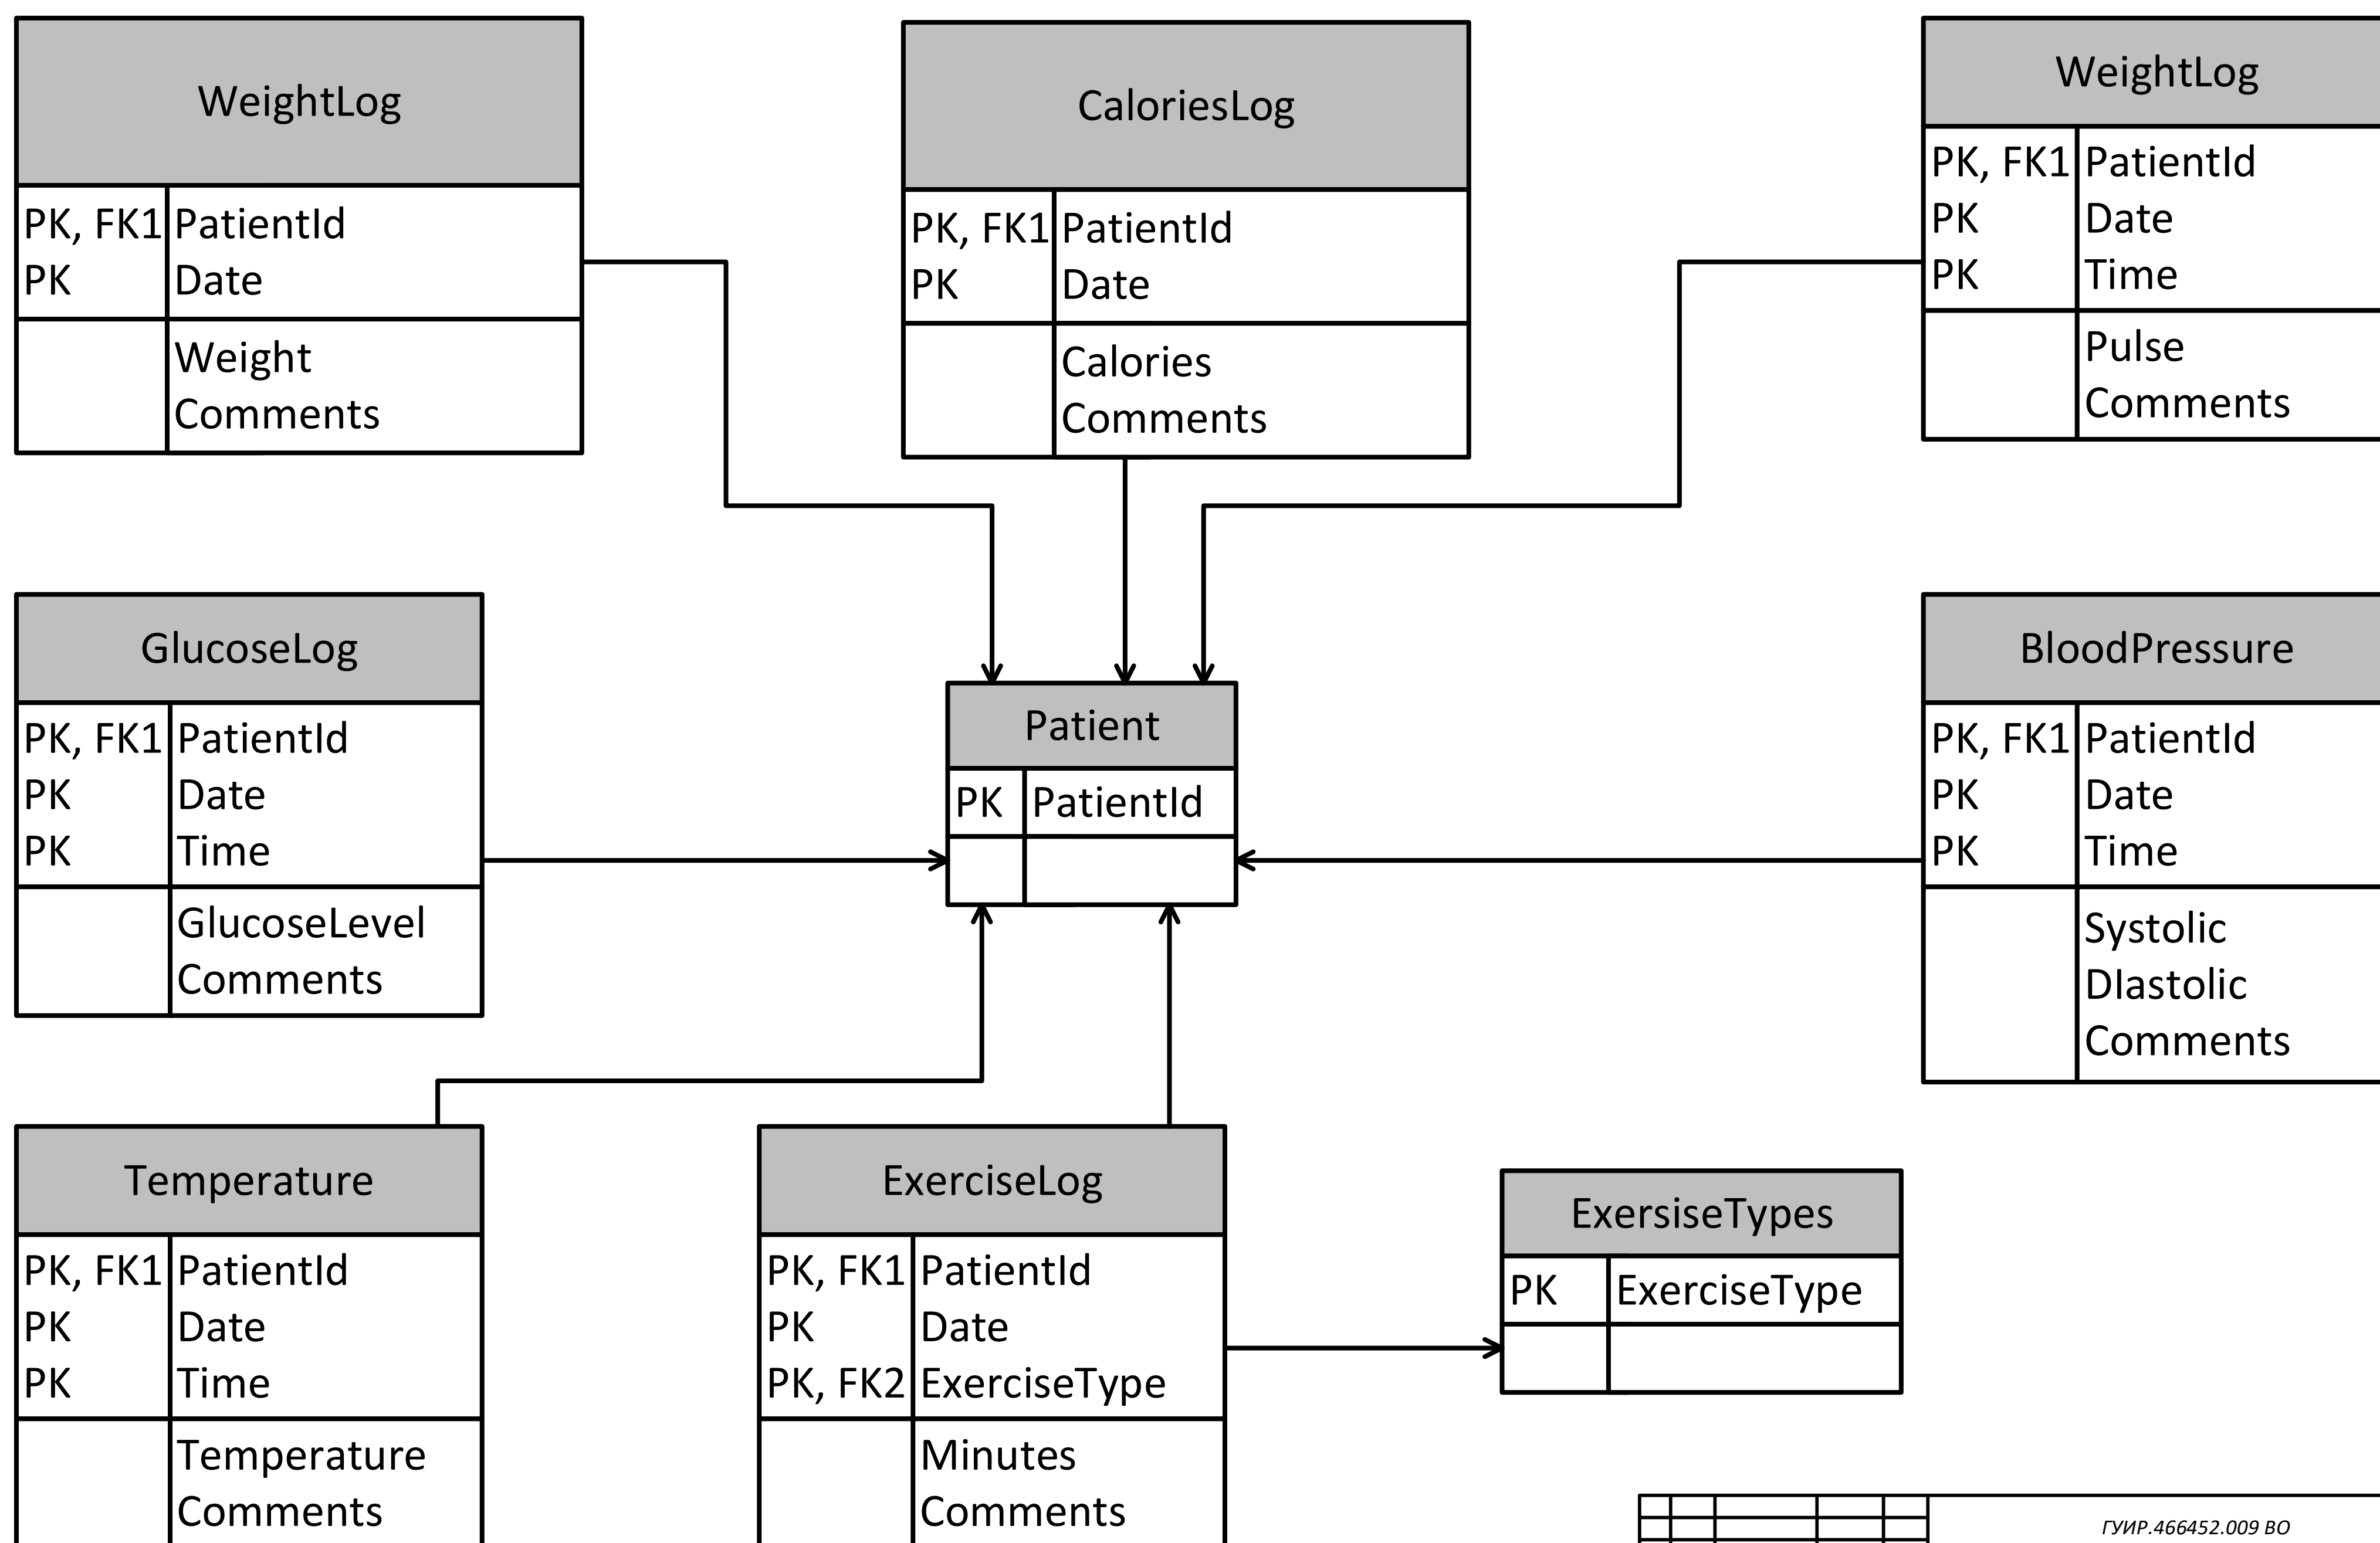 WeightLog
PK, FK1 PatientId
PK Date
Weight
Comments
CaloriesLog
PK, FK1 PatientId
PK Date
Calories
Comments
WeightLog
PK, FK1 PatientId
PK Date
PK Time
Pulse
Comments
GlucoseLog
PK, FK1 PatientId
PK Date
PK Time
GlucoseLevel
Comments
Patient
PK PatientId
BloodPressure
PK, FK1 PatientId
PK Date
PK Time
Systolic
DIastolic
Comments
Temperature
PK, FK1 PatientId
PK Date
PK Time
Temperature
Comments
ExerciseLog
PK, FK1 PatientId
PK Date
PK, FK2 ExerciseType
Minutes
Comments
ExersiseTypes
PK ExerciseType
ГУИР.466452.009 ВО